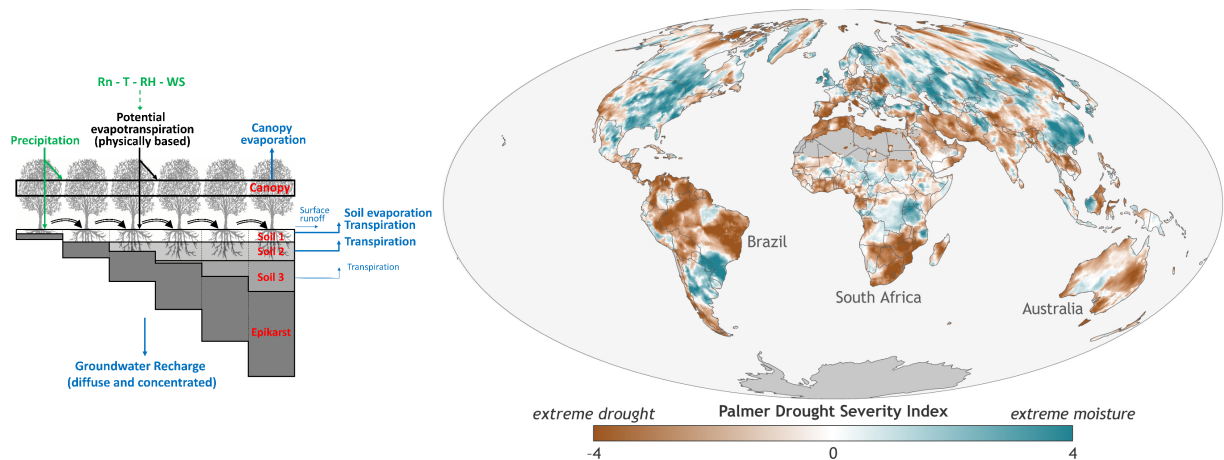 Rn - T - RH - WS
Potential
evapotranspiration
(physically based)
Precipitation
Canopy
evaporation
Canopy
Surface
runoff
Soil evaporation
Transpiration
Soil 1
Transpiration
Soil 2
Transpiration
Soil 3
Epikarst
Groundwater Recharge
(diffuse and concentrated)
Brazil
South Africa
Australia
extreme drought
Palmer Drought Severity Index
extreme moisture
-4
0
4